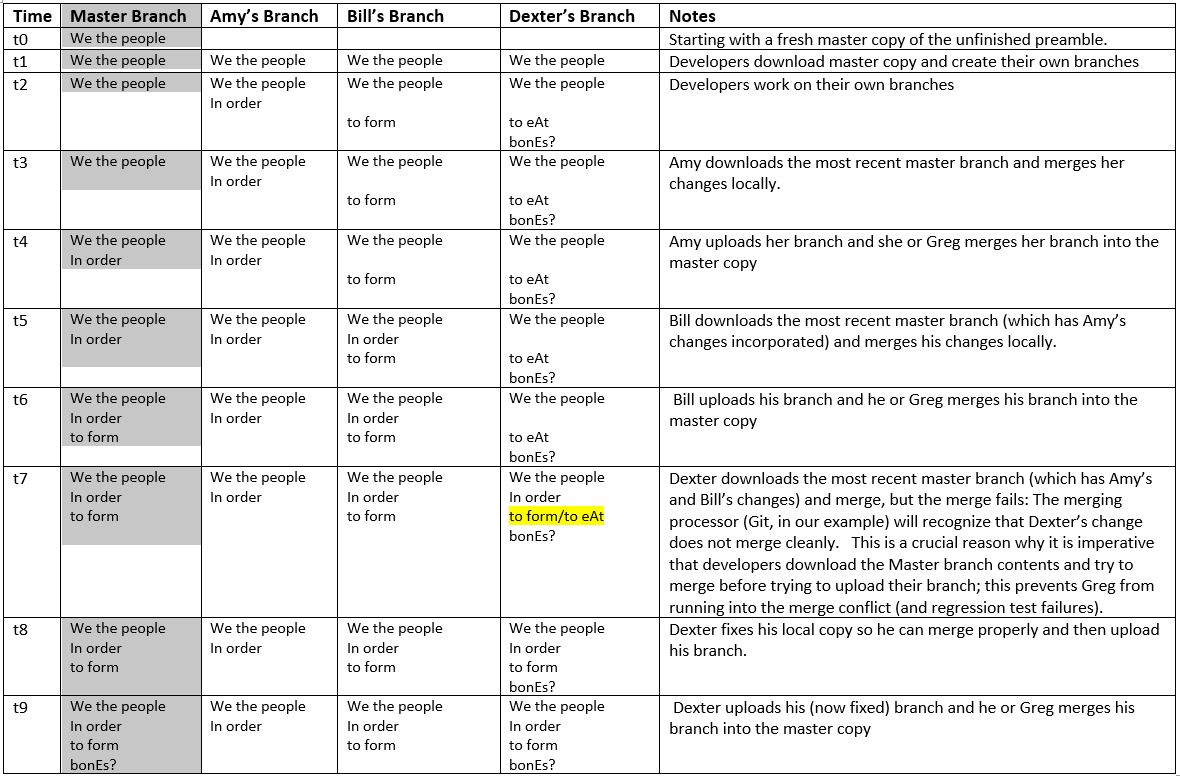 Time Master Branch Amy's Branch Bill's Branch Dexter's Branch Notes
t0 We the people Starting with a fresh master copy of the unfinished preamble.
t1 We the people We the people We the people We the people Developers download master copy and create their own branches
t2 We the people We the people We the people We the people Developers work on their own branches
In order
to form to eAt
bonEs?
t3 We the people We the people We the people We the people Amy downloads the most recent master branch and merges her
In order changes locally.
to form to eAt
bonEs?
t4 We the people We the people We the people We the people Amy uploads her branch and she or Greg merges her branch into the
In order In order master copy
to form to eAt
bonEs?
t5 We the people We the people We the people We the people Bill downloads the most recent master branch (which has Amy's
In order In order In order changes incorporated) and merges his changes locally.
to form to eAt
bonEs?
t6 We the people We the people We the people We the people Bill uploads his branch and he or Greg merges his branch into the
In order In order In order master copy
to form to form to eAt
bonEs?
t7 We the people We the people We the people We the people Dexter downloads the most recent master branch (which has Amy's
In order In order In order In order and Bill's changes) and merge, but the merge fails: The merging
to form to form to form/to eAt processor (Git, in our example) will recognize that Dexter's change
bonEs? does not merge cleanly. This is a crucial reason why it is imperative
that developers download the Master branch contents and try to
merge before trying to upload their branch; this prevents Greg from
running into the merge conflict (and regression test failures).
t8 We the people We the people We the people We the people Dexter fixes his local copy so he can merge properly and then upload
In order In order In order In order his branch.
to form to form to form
bonEs?
t9 We the people We the people We the people We the people Dexter uploads his (now fixed) branch and he or Greg merges his
In order In order In order In order branch into the master copy
to form to form to form
bonEs? bonEs?